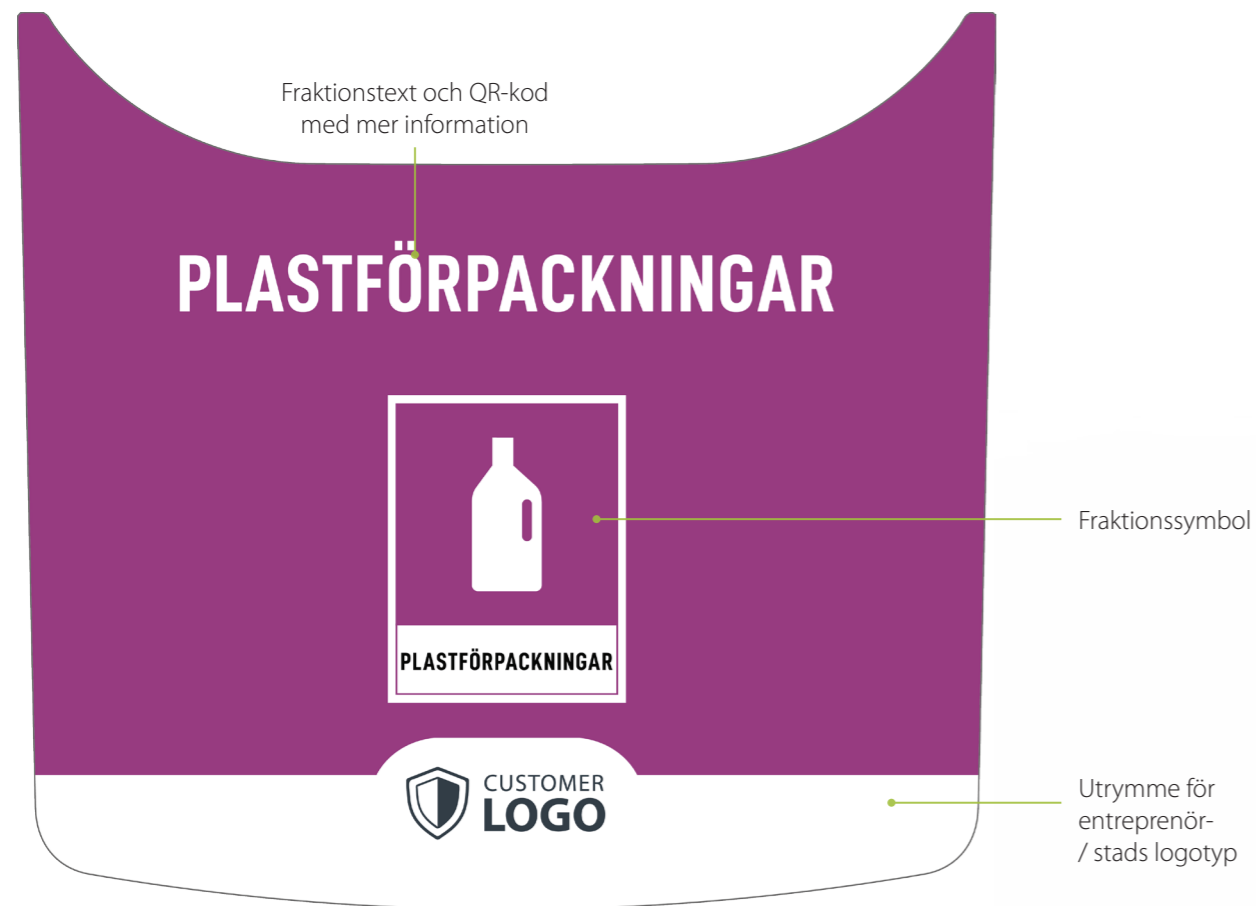 Fraktionstext och QR-kod
med mer information
PLASTFÖRPACKNINGAR
Fraktionssymbol
PLASTFÖRPACKNINGAR
CUSTOMER
LOGO
Utrymme för
entreprenör-
/ stads logotyp